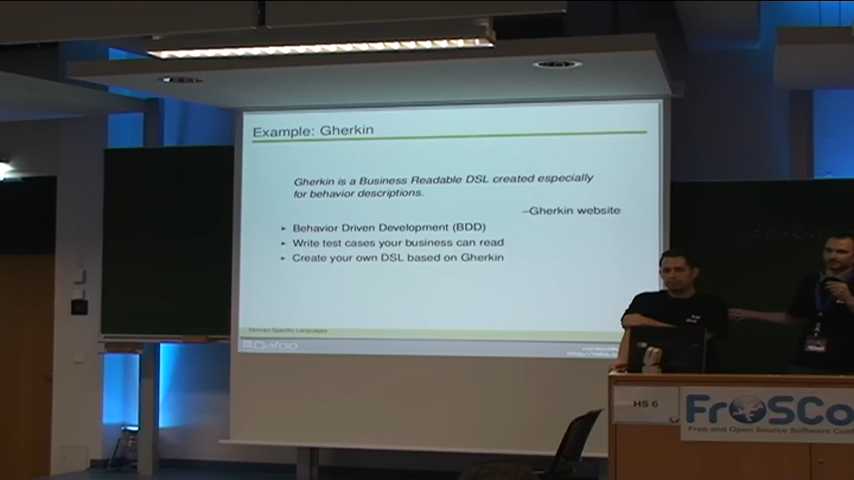 Example: Gherkin
Gherkin is a Business Readable DSL created especially
for behavior descriptions.
–Gherkin website
Behavior Driven Development (BDD)
Write test cases your business can read
Create your own DSL based on Gherkin
Domain Specific Languages
Qafoo
HS 6
FrOSCo
Free and Open Source Software Conf